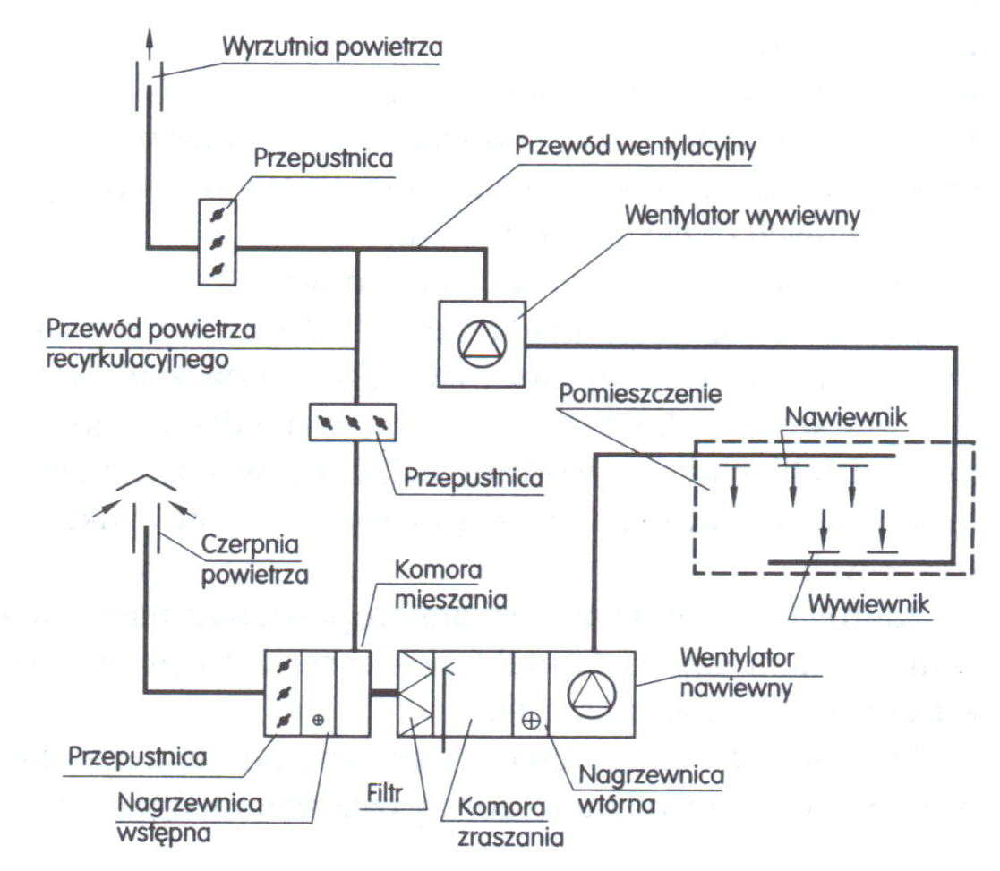 Wyrzutnia powietrza
Przepustnica
Przewód wentylacyjny
Wentylator wywiewny
Przewód powietrza
recyrkulacyjnego
Pomieszczenie
Nawiewnik
Przepustnica
Czerpnia
powietrza
Komora
mieszania
Wywiewnik
Wentylator
nawiewny
Przepustnica
Nagrzewnica
wstępna
Filtr
Komora
zraszania
Nagrzewnica
wtórna